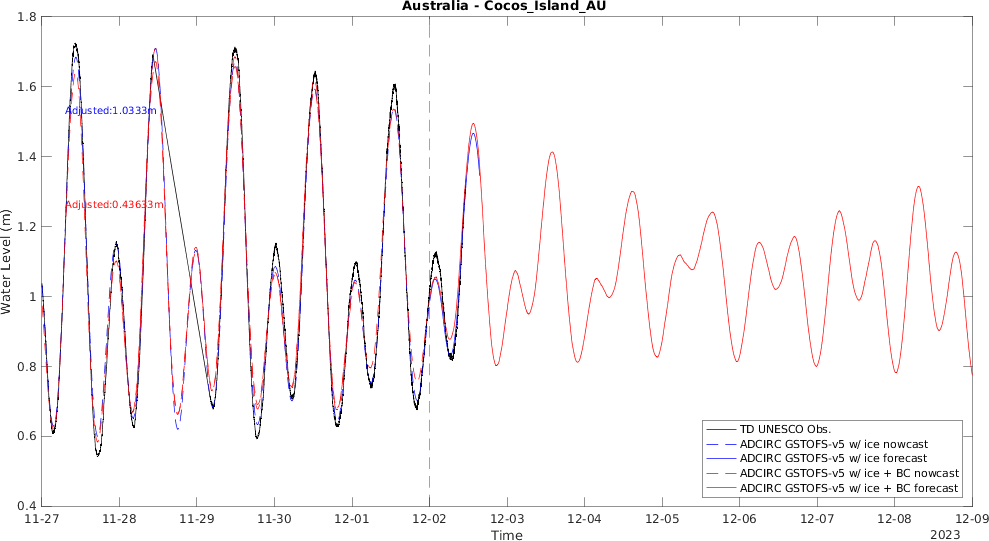 Australia - Cocos_Island_AU
1.8
1.6
1.4
1.2
1
0.8
0.6
0.4
Water Level (m)
Adjusted:1.0333m
Adjusted:0.43633m
TD UNESCO Obs.
ADCIRC GSTOFS-v5 w/ ice nowcast
ADCIRC GSTOFS-v5 w/ ice forecast
ADCIRC GSTOFS-v5 w/ ice + BC nowcast
ADCIRC GSTOFS-v5 w/ ice + BC forecast
11-27 11-28 11-29 11-30 12-01 12-02 12-03 12-04 12-05 12-06 12-07 12-08 12-09
Time
2023